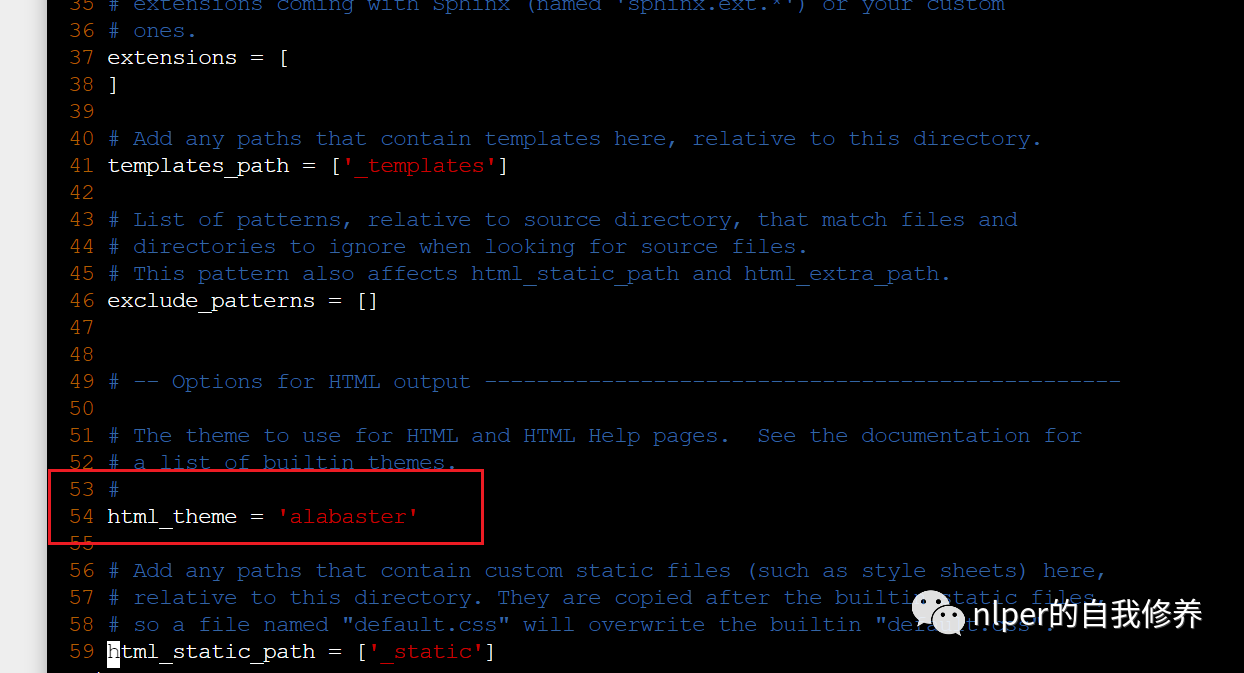 35 # extensions coming with Sphinx (named 'sphinx.ext.*') or your custom
36 # ones.
37 extensions = [
38 ]
39
40 # Add any paths that contain templates here, relative to this directory.
41 templates_path = ['_templates']
42
43 # List of patterns, relative to source directory, that match files and
44 # directories to ignore when looking for source files.
45 # This pattern also affects html_static_path and html_extra_path.
46 exclude_patterns = []
47
48
49 # -- Options for HTML output -------------------------------------------------
50
51 # The theme to use for HTML and HTML Help pages.  See the documentation for
52 # a list of builtin themes.
53 #
54 html_theme = 'alabaster'
55
56 # Add any paths that contain custom static files (such as style sheets) here,
57 # relative to this directory. They are copied after the builtin static files,
58 # so a file named "default.css" will overwrite the builtin "default.css".
59 html_static_path = ['_static']
nlper的自我修养